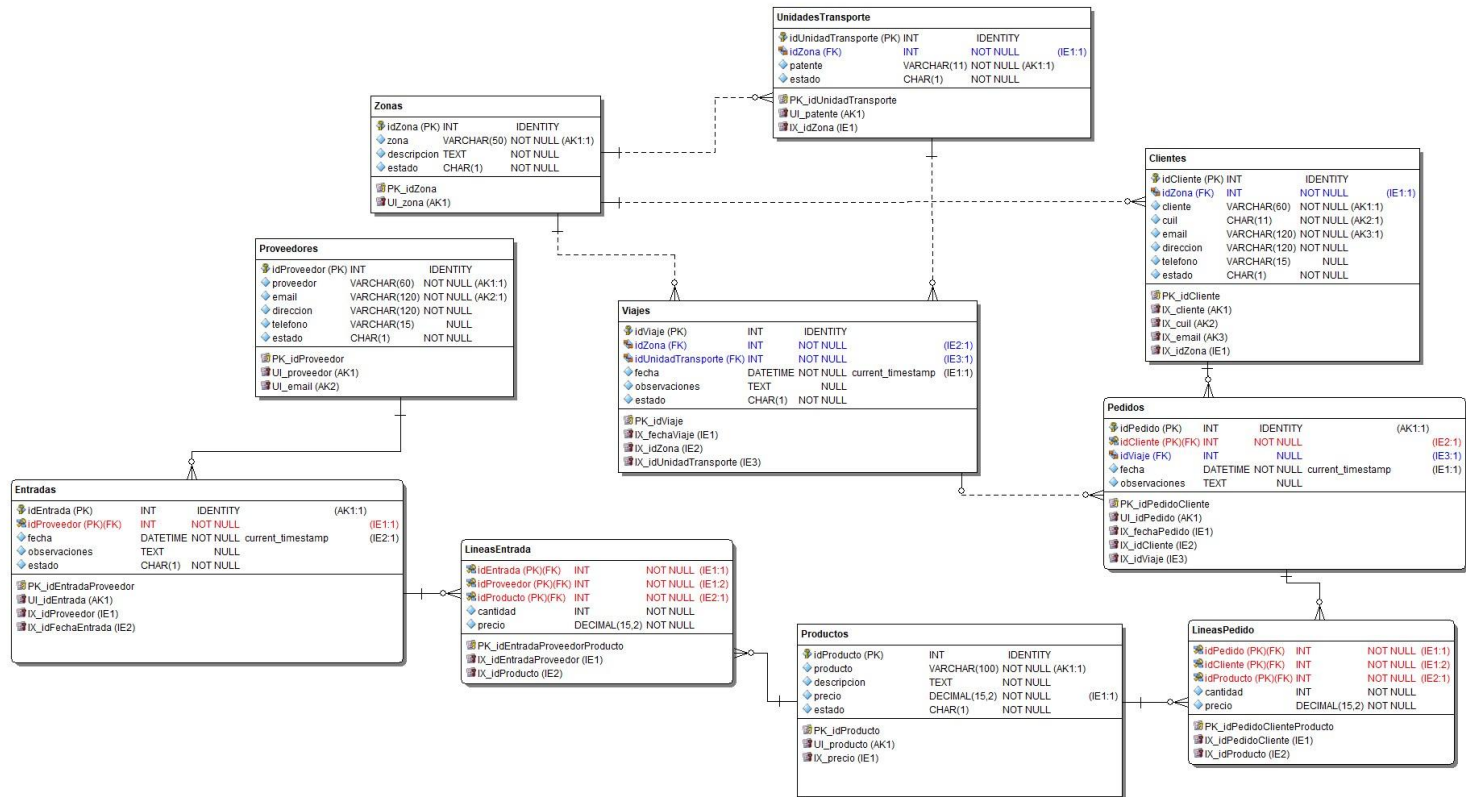 UnidadesTransporte
idUnidadTransporte (PK) INT IDENTITY
idZona (FK) INT NOT NULL (IE1:1)
patente VARCHAR(11) NOT NULL (AK1:1)
estado CHAR(1) NOT NULL
PK_idUnidadTransporte
UI_patente (AK1)
IX_idZona (IE1)
Zonas
idZona (PK) INT IDENTITY
zona VARCHAR(50) NOT NULL (AK1:1)
descripcion TEXT NOT NULL
estado CHAR(1) NOT NULL
PK_idZona
UI_zona (AK1)
Clientes
idCliente (PK) INT IDENTITY
idZona (FK) INT NOT NULL (IE1:1)
cliente VARCHAR(60) NOT NULL (AK1:1)
cuil CHAR(11) NOT NULL (AK2:1)
email VARCHAR(120) NOT NULL (AK3:1)
direccion VARCHAR(120) NOT NULL
telefono VARCHAR(15) NULL
estado CHAR(1) NOT NULL
PK_idCliente
IX_cliente (AK1)
IX_cuil (AK2)
IX_email (AK3)
IX_idZona (IE1)
Proveedores
idProveedor (PK) INT IDENTITY
proveedor VARCHAR(60) NOT NULL (AK1:1)
email VARCHAR(120) NOT NULL (AK2:1)
direccion VARCHAR(120) NOT NULL
telefono VARCHAR(15) NULL
estado CHAR(1) NOT NULL
PK_idProveedor
UI_proveedor (AK1)
UI_email (AK2)
Viajes
idViaje (PK) INT IDENTITY
idZona (FK) INT NOT NULL (IE2:1)
idUnidadTransporte (FK) INT NOT NULL (IE3:1)
fecha DATETIME NOT NULL current_timestamp (IE1:1)
observaciones TEXT NULL
estado CHAR(1) NOT NULL
PK_idViaje
IX_fechaViaje (IE1)
IX_idZona (IE2)
IX_idUnidadTransporte (IE3)
Pedidos
idPedido (PK) INT IDENTITY (AK1:1)
idCliente (PK)(FK) INT NOT NULL (IE2:1)
idViaje (FK) INT NULL (IE3:1)
fecha DATETIME NOT NULL current_timestamp (IE1:1)
observaciones TEXT NULL
PK_idPedidoCliente
UI_idPedido (AK1)
IX_fechaPedido (IE1)
IX_idCliente (IE2)
IX_idViaje (IE3)
Entradas
idEntrada (PK) INT IDENTITY (AK1:1)
idProveedor (PK)(FK) INT NOT NULL (IE1:1)
fecha DATETIME NOT NULL current_timestamp (IE2:1)
observaciones TEXT NULL
estado CHAR(1) NOT NULL
PK_idEntradaProveedor
UI_idEntrada (AK1)
IX_idProveedor (IE1)
IX_idFechaEntrada (IE2)
LineasEntrada
idEntrada (PK)(FK) INT NOT NULL (IE1:1)
idProveedor (PK)(FK) INT NOT NULL (IE1:2)
idProducto (PK)(FK) INT NOT NULL (IE2:1)
cantidad INT NOT NULL
precio DECIMAL(15,2) NOT NULL
PK_idEntradaProveedorProducto
IX_idEntradaProveedor (IE1)
IX_idProducto (IE2)
Productos
idProducto (PK) INT IDENTITY
producto VARCHAR(100) NOT NULL (AK1:1)
descripcion TEXT NOT NULL
precio DECIMAL(15,2) NOT NULL (IE1:1)
estado CHAR(1) NOT NULL
PK_idProducto
UI_producto (AK1)
IX_precio (IE1)
LineasPedido
idPedido (PK)(FK) INT NOT NULL (IE1:1)
idCliente (PK)(FK) INT NOT NULL (IE1:2)
idProducto (PK)(FK) INT NOT NULL (IE2:1)
cantidad INT NOT NULL
precio DECIMAL(15,2) NOT NULL
PK_idPedidoClienteProducto
IX_idPedidoCliente (IE1)
IX_idProducto (IE2)